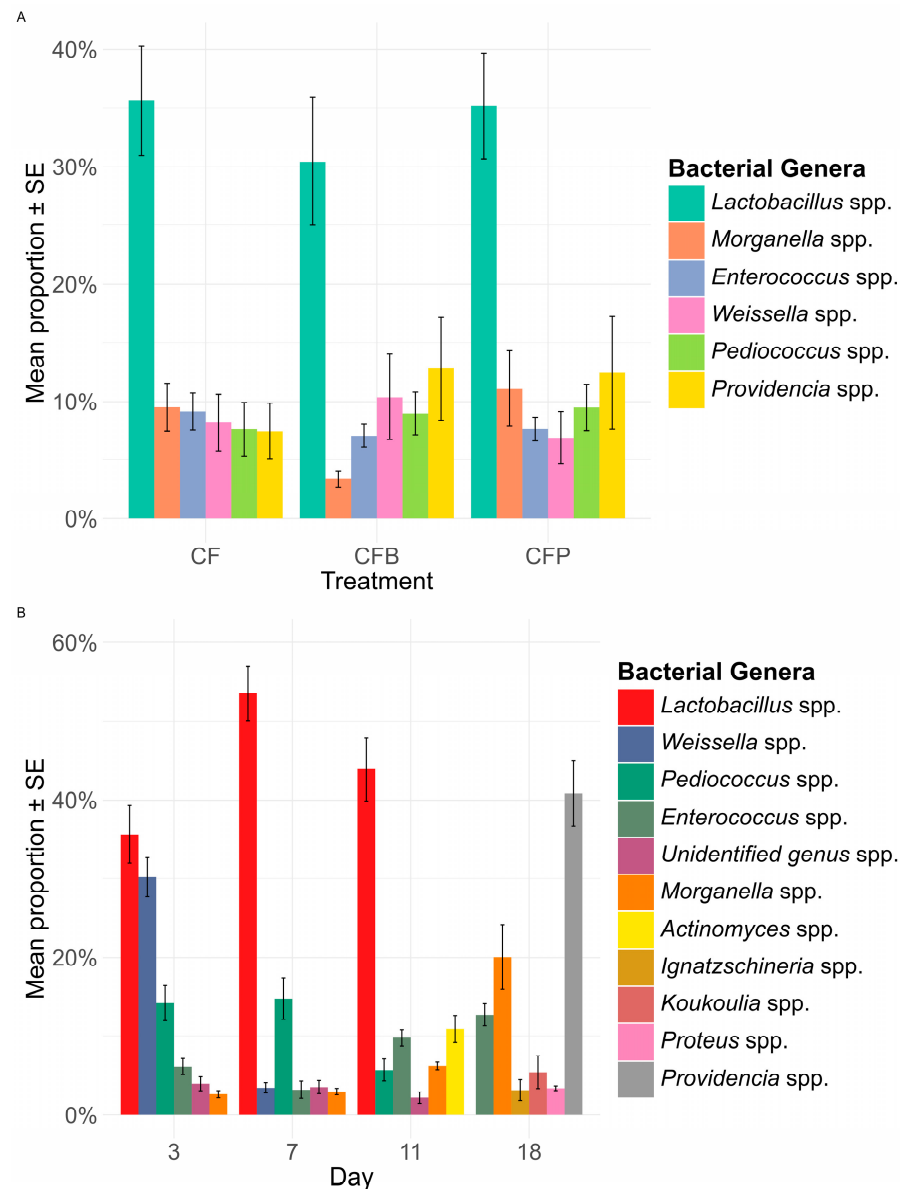 A
40%
30%
20%
10%
0%
Mean proportion ± SE
CF
CFB
CFP
Treatment
Bacterial Genera
Lactobacillus spp.
Morganella spp.
Enterococcus spp.
Weissella spp.
Pediococcus spp.
Providencia spp.
B
60%
40%
20%
0%
Mean proportion ± SE
3
7
11
18
Day
Bacterial Genera
Lactobacillus spp.
Weissella spp.
Pediococcus spp.
Enterococcus spp.
Unidentified genus spp.
Morganella spp.
Actinomyces spp.
Ignatzschineria spp.
Koukoulia spp.
Proteus spp.
Providencia spp.